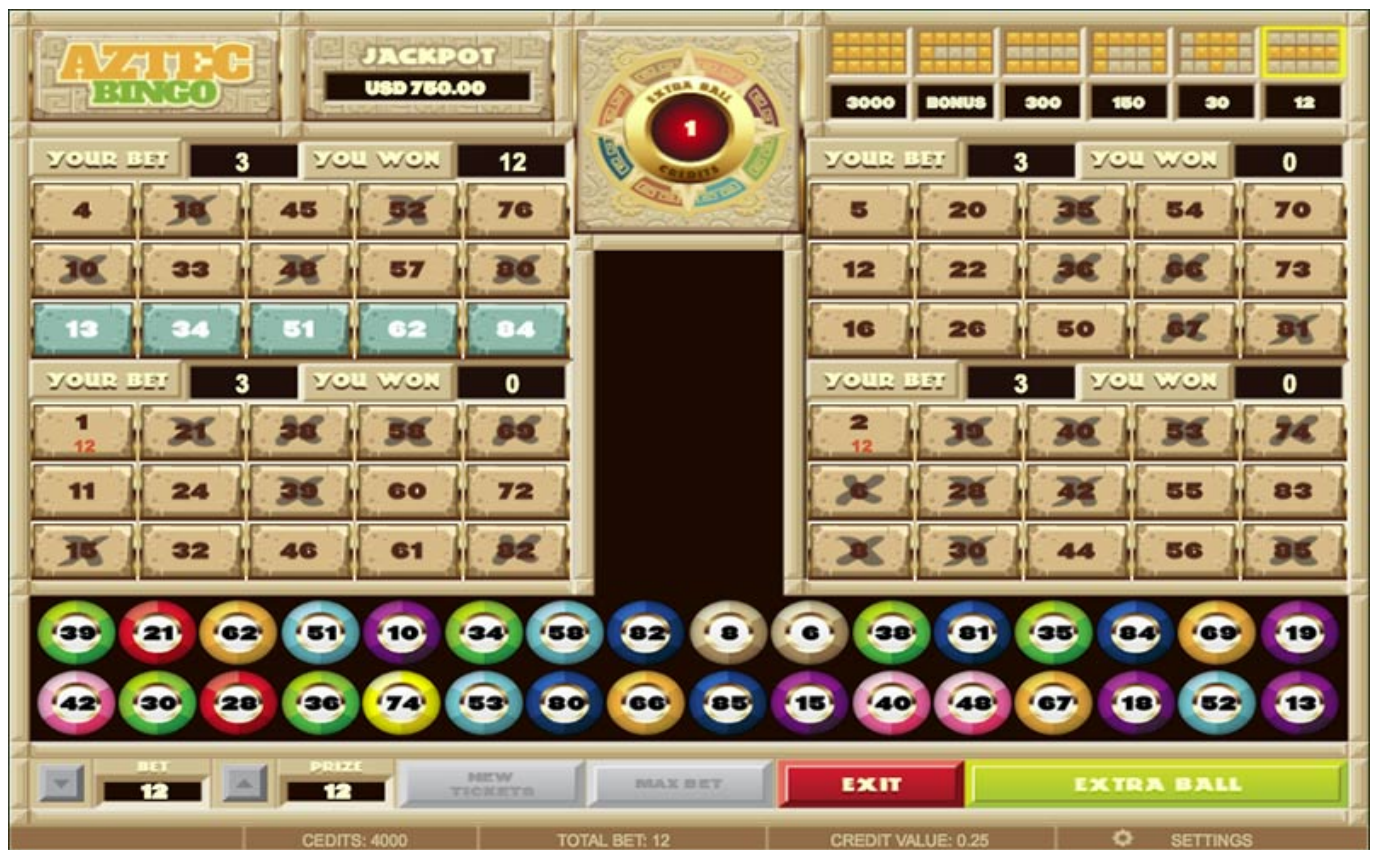 AZTEC
BINGO
JACKPOT
USD 750.00
EXTRA BALL
1
CREDITS
3000 BONUS 300 150 30 12
YOUR BET 3 YOU WON 12
4 18 45 52 76
10 33 48 57 80
13 34 51 62 84
YOUR BET 3 YOU WON 0
5 20 35 54 70
12 22 36 66 73
16 26 50 67 81
YOUR BET 3 YOU WON 0
1 21 38 58 69
12
11 24 39 60 72
15 32 46 61 82
YOUR BET 3 YOU WON 0
2 19 40 53 74
12
6 28 42 55 83
8 30 44 56 85
39 21 62 51 10 34 58 82 8 6 38 81 35 84 69 19
42 30 28 36 74 53 80 66 85 15 40 48 67 18 52 13
BET
12
PRIZE
12
NEW
TICKETS
MAX BET
EXIT
EXTRA BALL
CEDITS: 4000 TOTAL BET: 12 CREDIT VALUE: 0.25 SETTINGS